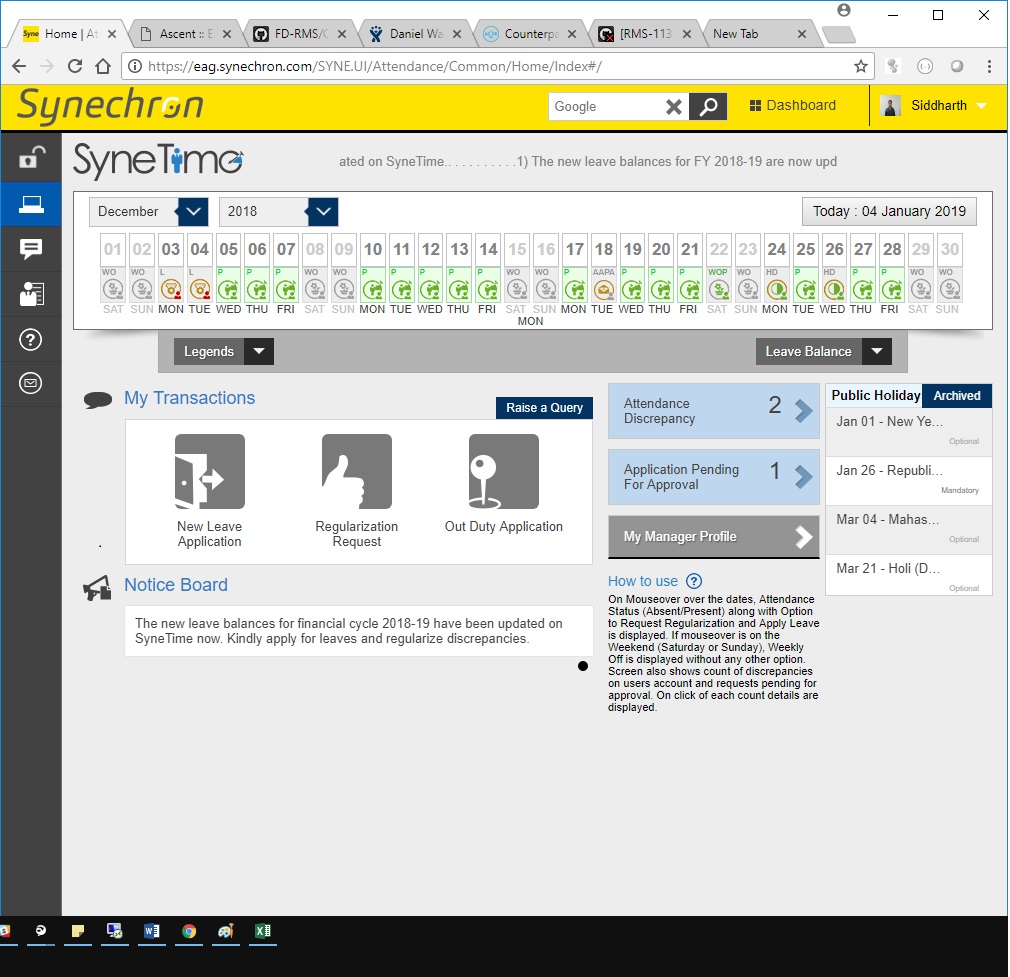 Syne Home | At
Ascent :: E
FD-RMS/C
Daniel Wa
Counterpa
[RMS-113
New Tab
https://eag.synechron.com/SYNE.UI/Attendance/Common/Home/Index#/
Synechron
Google
Dashboard
Siddharth
SyneTime
ated on SyneTime. . . . . . . . . .1) The new leave balances for FY 2018-19 are now upd
December
2018
Today : 04 January 2019
01 02 03 04 05 06 07 08 09 10 11 12 13 14 15 16 17 18 19 20 21 22 23 24 25 26 27 28 29 30
WO WO L L P P P WO WO P P P P P WO WO P AAPA P P P WOP WO HD P HD P P WO WO
SAT SUN MON TUE WED THU FRI SAT SUN MON TUE WED THU FRI SAT SUN MON TUE WED THU FRI SAT SUN MON TUE WED THU FRI SAT SUN
MON
Legends
Leave Balance
My Transactions
Raise a Query
New Leave
Application
Regularization
Request
Out Duty Application
Notice Board
The new leave balances for financial cycle 2018-19 have been updated on
SyneTime now. Kindly apply for leaves and regularize discrepancies.
Attendance
Discrepancy
2
Application Pending
For Approval
1
My Manager Profile
How to use ?
On Mouseover over the dates, Attendance
Status (Absent/Present) along with Option
to Request Regularization and Apply Leave
is displayed. If mouseover is on the
Weekend (Saturday or Sunday), Weekly
Off is displayed without any other option.
Screen also shows count of discrepancies
on users account and requests pending for
approval. On click of each count details are
displayed.
Public Holiday
Archived
Jan 01 - New Ye...
Optional
Jan 26 - Republi...
Mandatory
Mar 04 - Mahas...
Optional
Mar 21 - Holi (D...
Optional